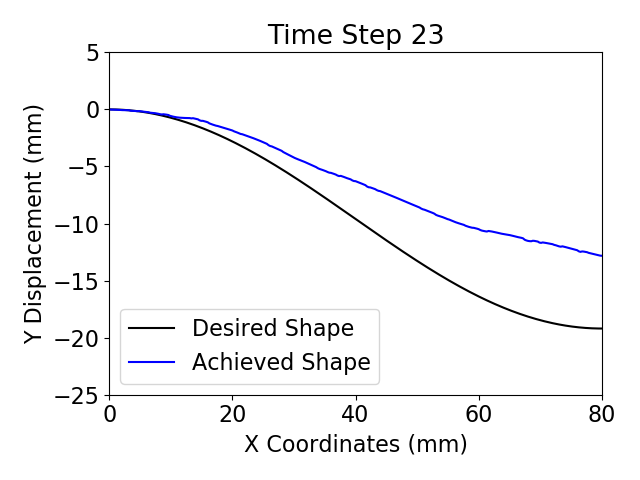 Time Step 23
Y Displacement (mm)
5
0
−5
−10
−15
−20
−25
Desired Shape
Achieved Shape
0 20 40 60 80
X Coordinates (mm)